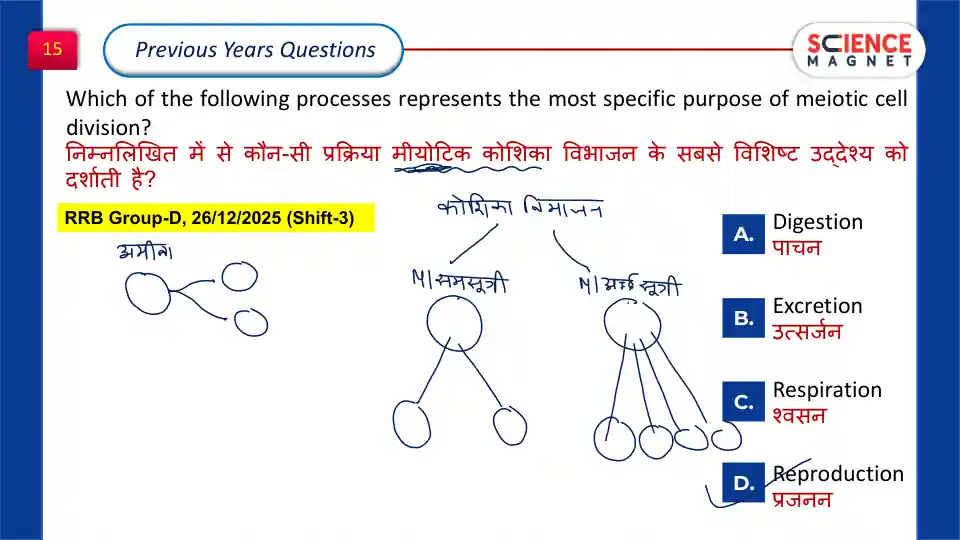 15
Previous Years Questions
SCIENCE
MAGNET
Which of the following processes represents the most specific purpose of meiotic cell
division?
निम्नलिखित में से कौन-सी प्रक्रिया मीयोटिक कोशिका विभाजन के सबसे विशिष्ट उद्देश्य को
दर्शाती है?
RRB Group-D, 26/12/2025 (Shift-3)
कोशिका विभाजन
अमीबा
M।समसूत्री
M।अर्द्धसूत्री
A.
Digestion
पाचन
B.
Excretion
उत्सर्जन
C.
Respiration
श्वसन
D.
Reproduction
प्रजनन